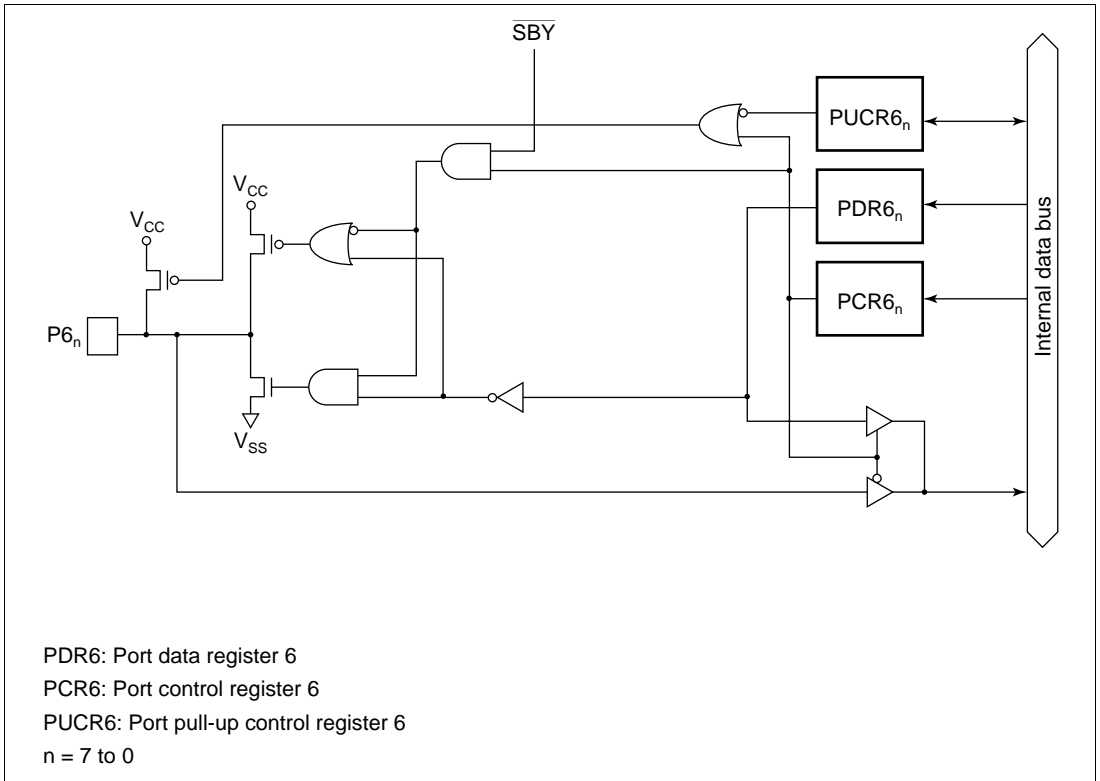 SBY
PUCR6n
VCC
PDR6n
VCC
PCR6n
P6n
VSS
Internal data bus
PDR6: Port data register 6
PCR6: Port control register 6
PUCR6: Port pull-up control register 6
n = 7 to 0